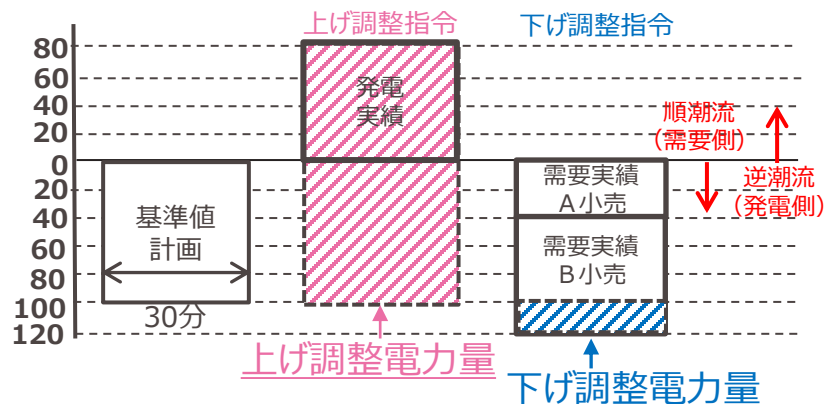 上げ調整指令
下げ調整指令
80
60
40
20
0
20
40
60
80
100
120
発電
実績
順潮流
（需要側）
逆潮流
（発電側）
基準値
計画
30分
需要実績
A小売
需要実績
B小売
上げ調整電力量
下げ調整電力量